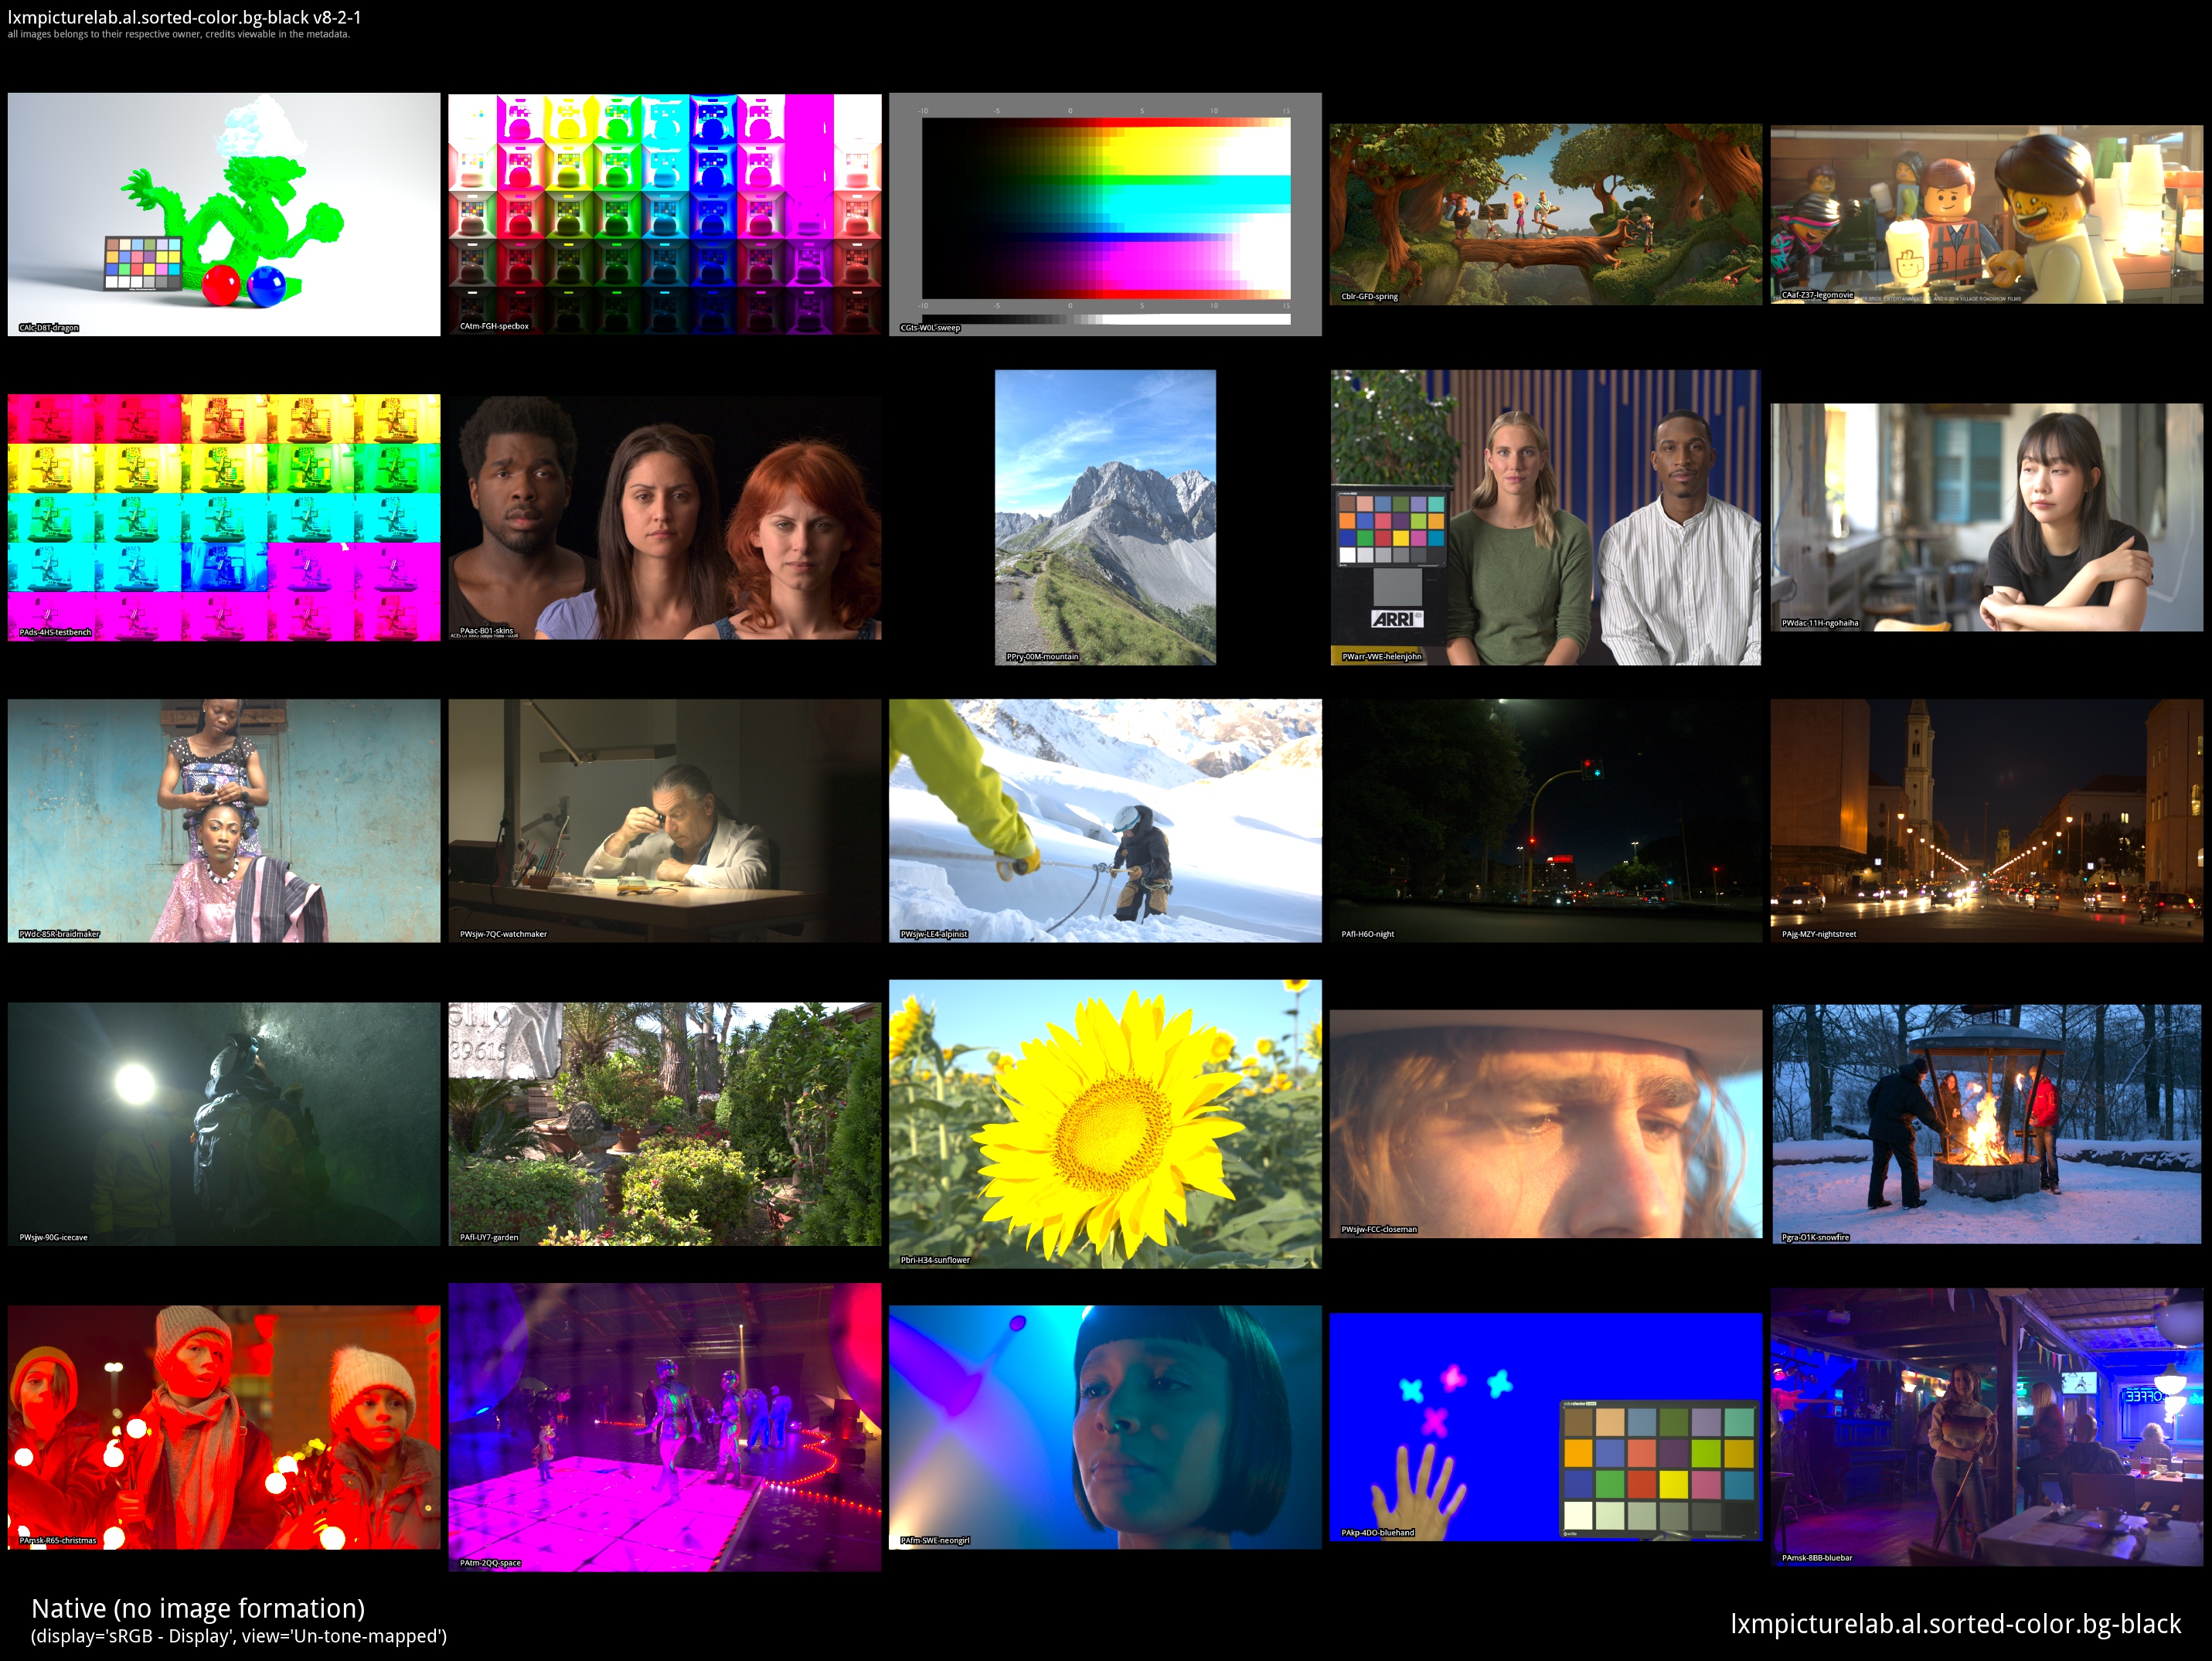 lxmpicturelab.al.sorted-color.bg-black v8-2-1
all images belongs to their respective owner, credits viewable in the metadata.
-10 -5 0 5 10 15
-10 -5 0 5 10 15
CAlc-D8T-dragon
CAtm-FGH-specbox
CGts-W0L-sweep
Cblr-GFD-spring
CAaf-Z37-legomovie
PAds-4HS-testbench
PAac-B01-skins
PPry-00M-mountain
ARRI
PWarr-VWE-helenjohn
PWdac-11H-ngohaiha
PWdc-85R-braidmaker
PWsjw-7QC-watchmaker
PWsjw-LE4-alpinist
PAfl-H6O-night
PAjg-MZY-nightstreet
89615
PWsjw-90G-icecave
PAfl-UY7-garden
Pbri-H34-sunflower
PWsjw-FCC-closeman
Pgra-O1K-snowfire
PAmsk-R65-christmas
PAtm-2QQ-space
PAfm-SWE-neongirl
PAkp-4DO-bluehand
PAmsk-8BB-bluebar
Native (no image formation)
(display='sRGB - Display', view='Un-tone-mapped')
lxmpicturelab.al.sorted-color.bg-black